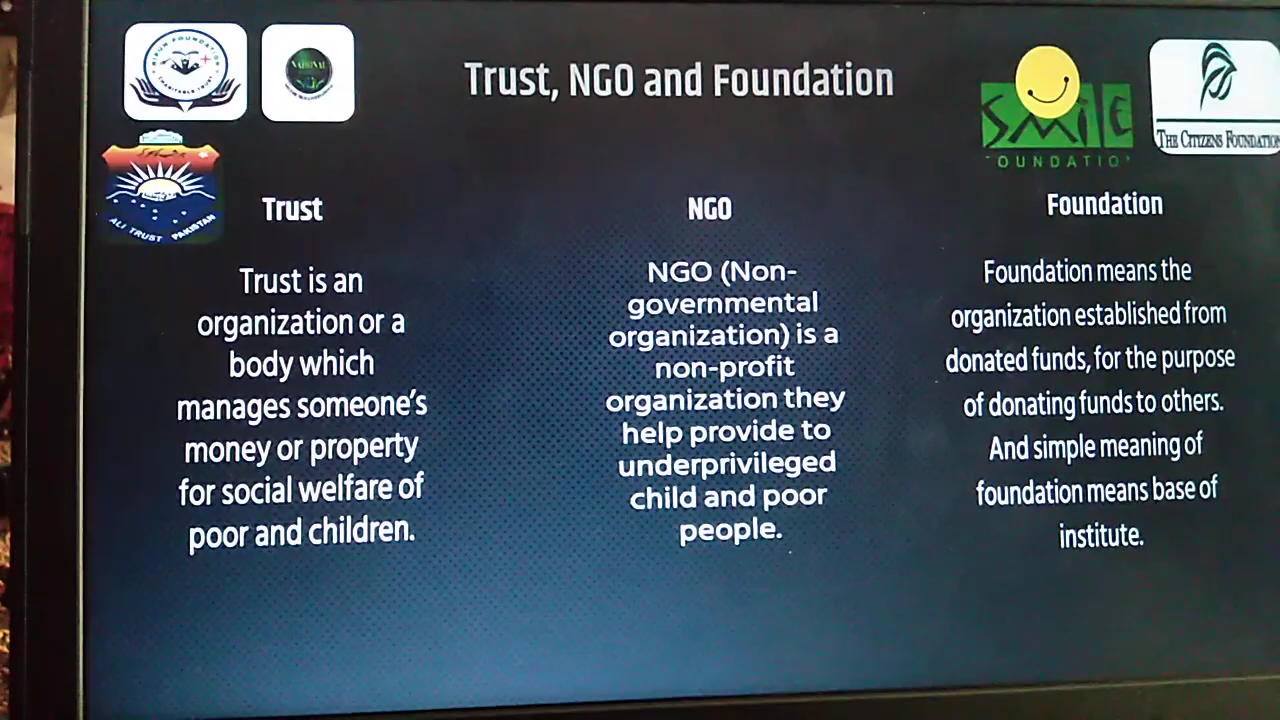 Trust, NGO and Foundation
SMiLE
THE CITIZENS FOUNDATION
ALI TRUST PAKISTAN
Trust
Trust is an
organization or a
body which
manages someone's
money or property
for social welfare of
poor and children.
NGO
NGO (Non-
governmental
organization) is a
non-profit
organization they
help provide to
underprivileged
child and poor
people.
Foundation
Foundation means the
organization established from
donated funds, for the purpose
of donating funds to others.
And simple meaning of
foundation means base of
institute.